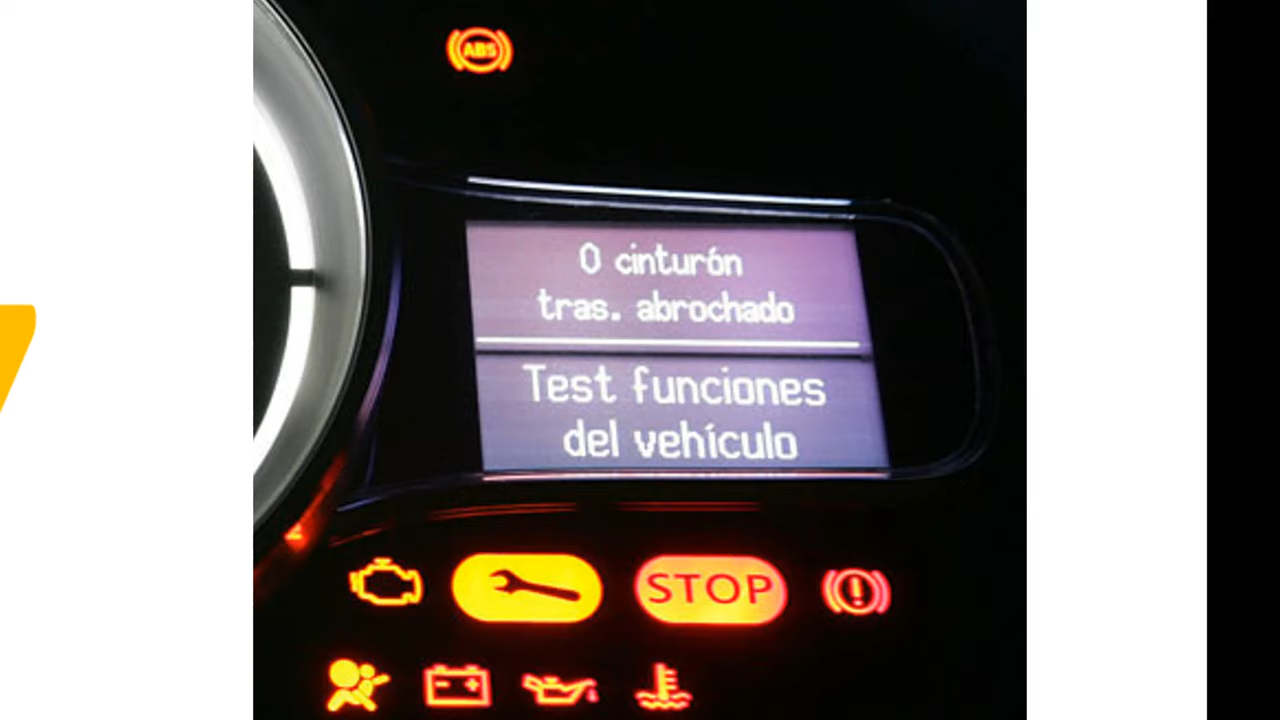 ABS
0 cinturón
tras. abrochado
Test funciones
del vehículo
STOP